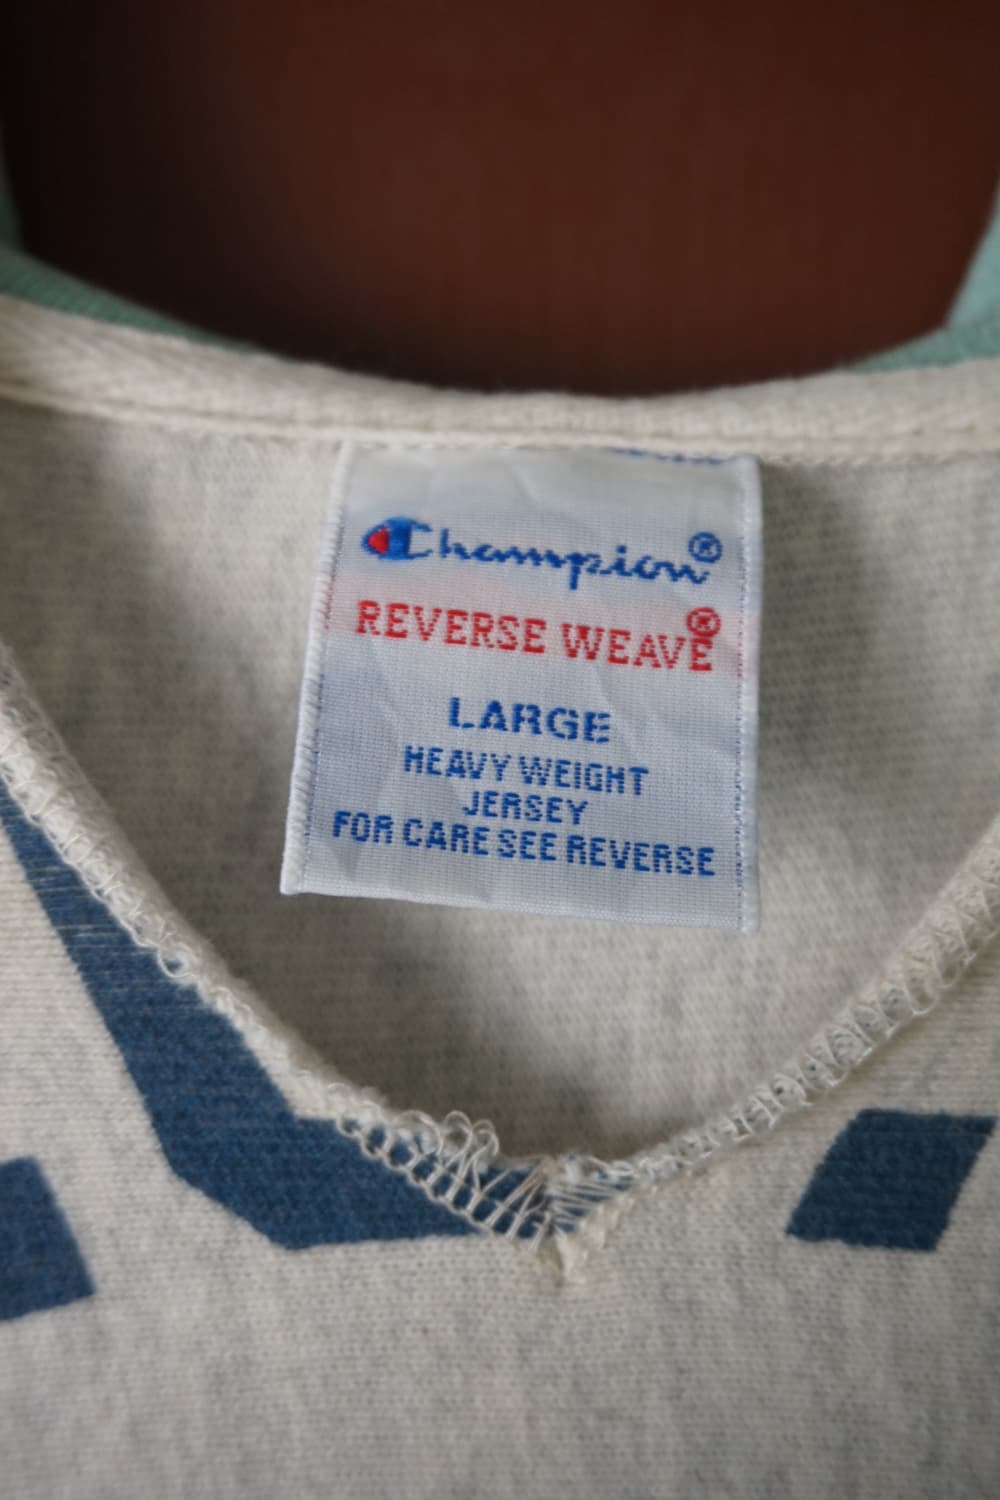 Champion®
REVERSE WEAVE®
LARGE
HEAVY WEIGHT
JERSEY
FOR CARE SEE REVERSE